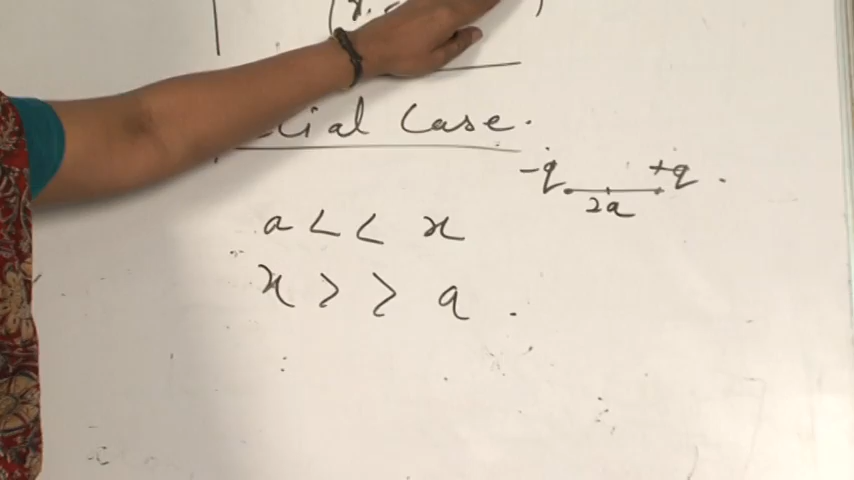 cial Case.
-q +q .
2a
a << x
x >> a .